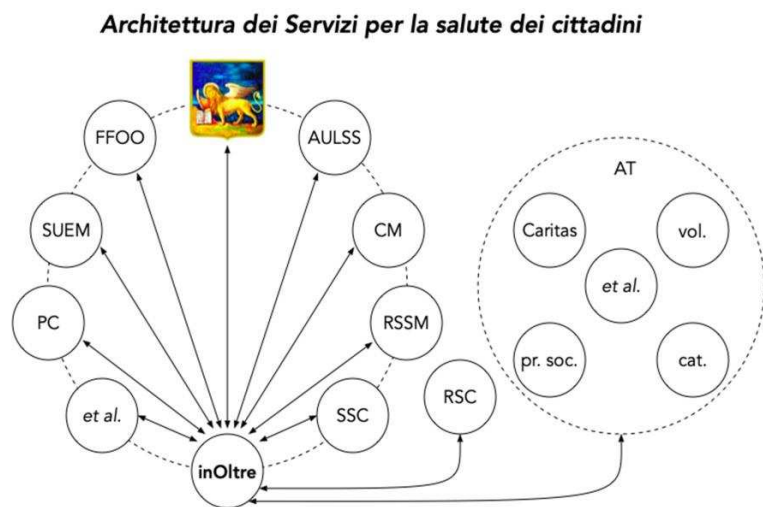 Architettura dei Servizi per la salute dei cittadini
FFOO
AULSS
SUEM
CM
PC
RSSM
et al.
SSC
inOltre
RSC
AT
Caritas
vol.
et al.
pr. soc.
cat.